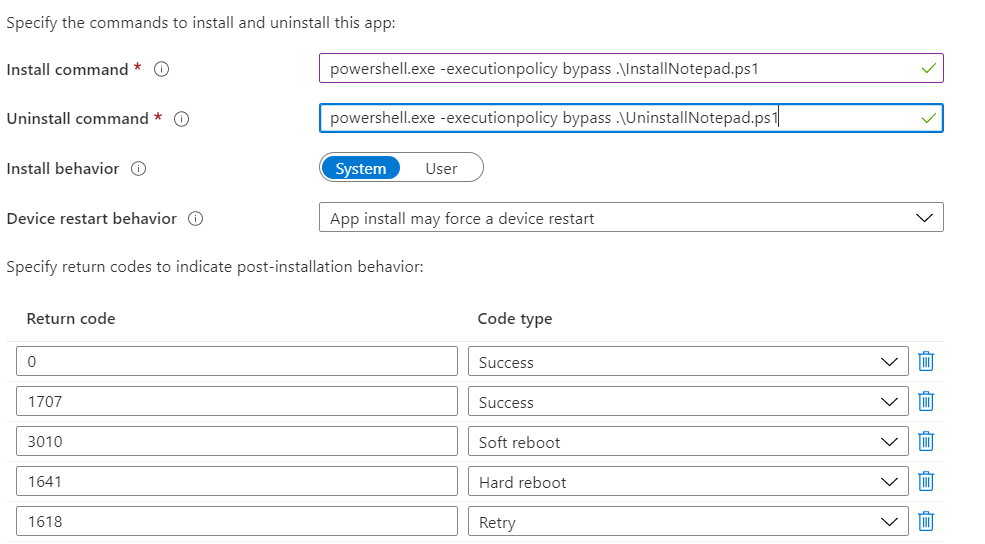 Specify the commands to install and uninstall this app:
Install command * powershell.exe -executionpolicy bypass .\InstallNotepad.ps1
Uninstall command * powershell.exe -executionpolicy bypass .\UninstallNotepad.ps1
Install behavior System User
Device restart behavior App install may force a device restart
Specify return codes to indicate post-installation behavior:
Return code Code type
0 Success
1707 Success
3010 Soft reboot
1641 Hard reboot
1618 Retry